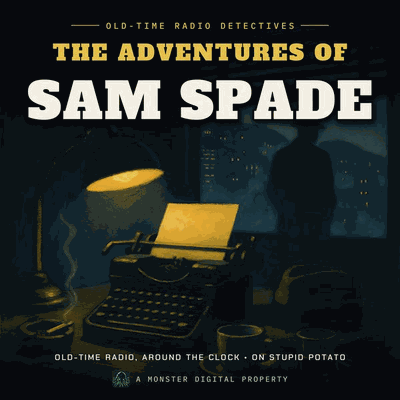 OLD-TIME RADIO DETECTIVES
THE ADVENTURES OF
SAM SPADE
OLD-TIME RADIO, AROUND THE CLOCK • ON STUPID POTATO
A MONSTER DIGITAL PROPERTY